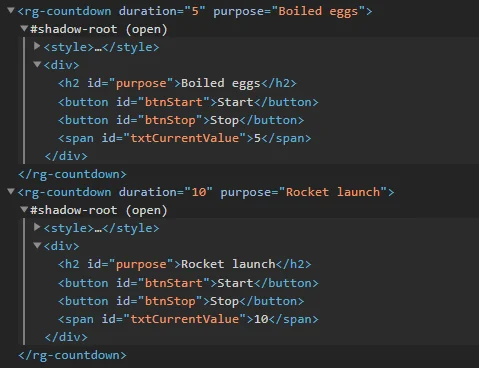 ▼<rg-countdown duration="5" purpose="Boiled eggs">
▼#shadow-root (open)
▶<style>…</style>
▼<div>
<h2 id="purpose">Boiled eggs</h2>
<button id="btnStart">Start</button>
<button id="btnStop">Stop</button>
<span id="txtCurrentValue">5</span>
</div>
</rg-countdown>
▼<rg-countdown duration="10" purpose="Rocket launch">
▼#shadow-root (open)
▶<style>…</style>
▼<div>
<h2 id="purpose">Rocket launch</h2>
<button id="btnStart">Start</button>
<button id="btnStop">Stop</button>
<span id="txtCurrentValue">10</span>
</div>
</rg-countdown>